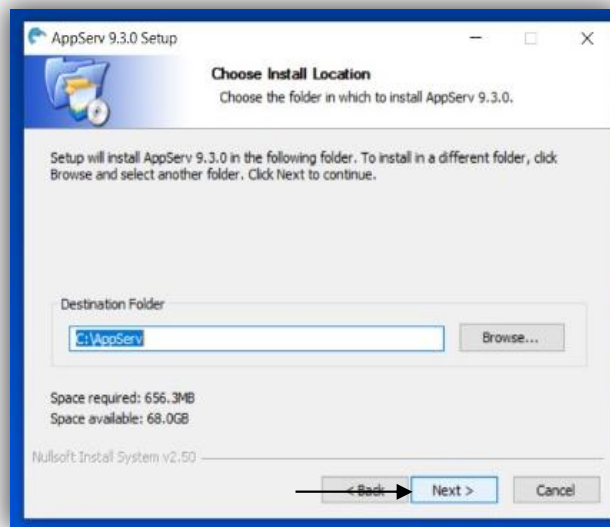 AppServ 9.3.0 Setup
Choose Install Location
Choose the folder in which to install AppServ 9.3.0.
Setup will install AppServ 9.3.0 in the following folder. To install in a different folder, click
Browse and select another folder. Click Next to continue.
Destination Folder
C:\AppServ
Browse...
Space required: 656.3MB
Space available: 68.0GB
Nullsoft Install System v2.50
< Back
Next >
Cancel